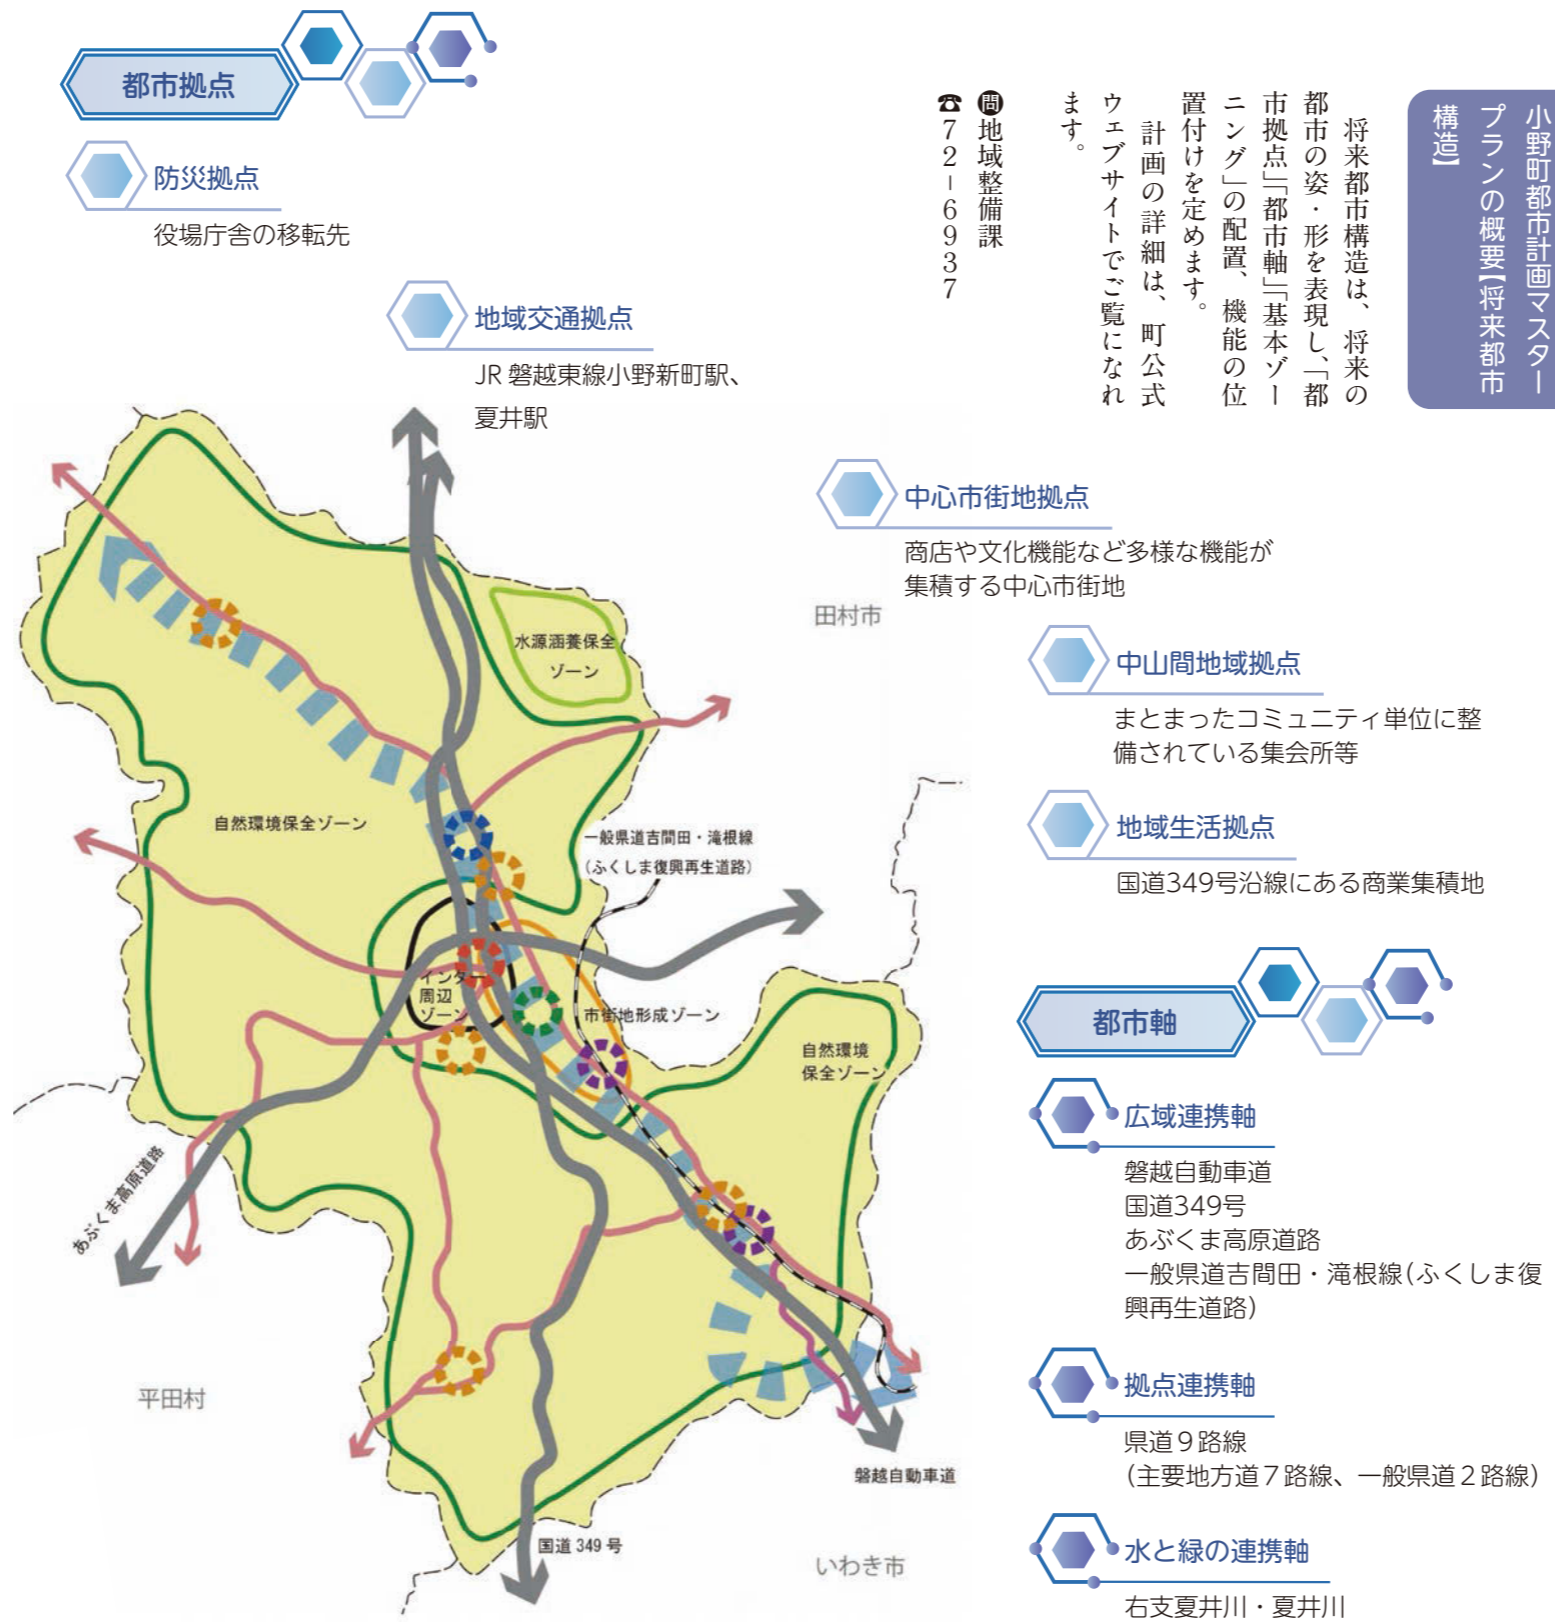 小野町都市計画マスター
プランの概要【将来都市
構造】
将来都市構造は、将来の
都市の姿・形を表現し、「都
市拠点」「都市軸」「基本ゾー
ニング」の配置、機能の位
置付けを定めます。
計画の詳細は、町公式
ウェブサイトでご覧になれ
ます。
問地域整備課
☎72-6937
都市拠点
防災拠点
役場庁舎の移転先
地域交通拠点
JR 磐越東線小野新町駅、
夏井駅
中心市街地拠点
商店や文化機能など多様な機能が
集積する中心市街地
中山間地域拠点
まとまったコミュニティ単位に整
備されている集会所等
地域生活拠点
国道349号沿線にある商業集積地
都市軸
広域連携軸
磐越自動車道
国道349号
あぶくま高原道路
一般県道吉間田・滝根線(ふくしま復
興再生道路)
拠点連携軸
県道9路線
(主要地方道7路線、一般県道2路線)
水と緑の連携軸
右支夏井川・夏井川
田村市
水源涵養保全
ゾーン
自然環境保全ゾーン
一般県道吉間田・滝根線
(ふくしま復興再生道路)
インター
周辺
ゾーン
市街地形成ゾーン
自然環境
保全ゾーン
あぶくま高原道路
平田村
磐越自動車道
国道 349 号
いわき市